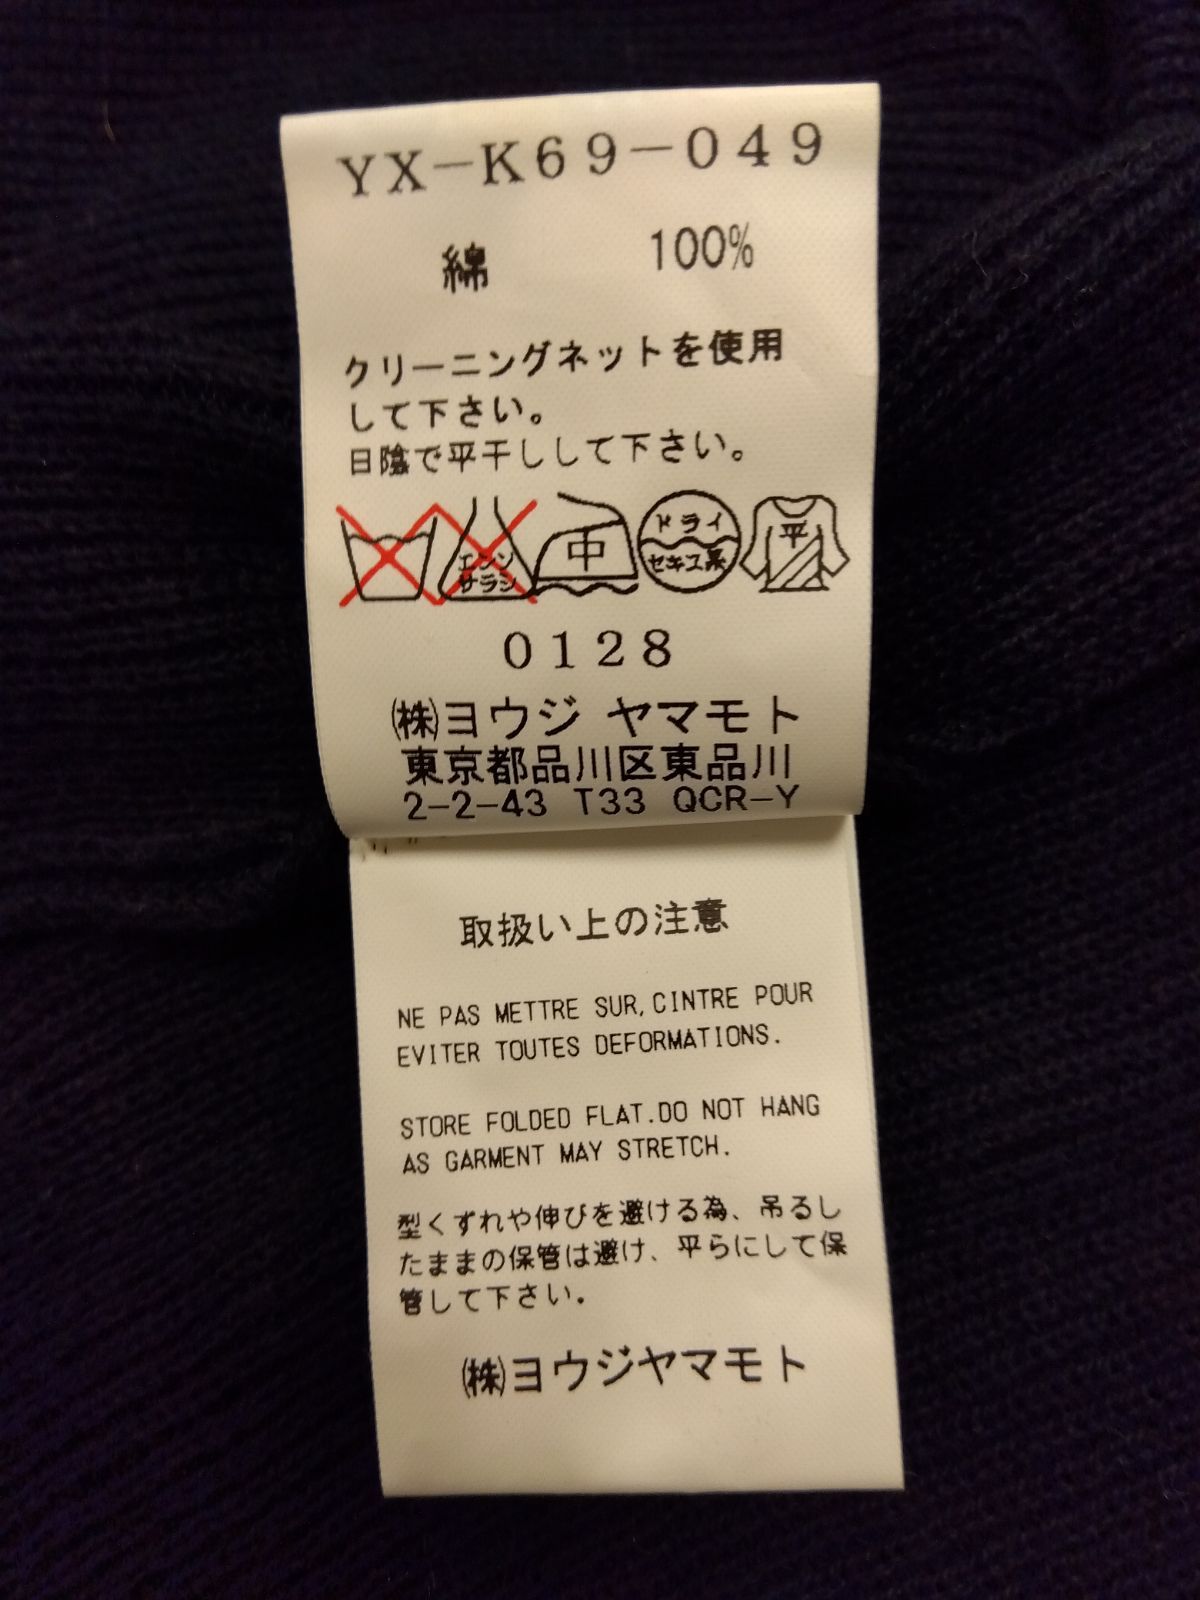 YX-K69-049
綿 100%
クリーニングネットを使用
して下さい。
日陰で平干しして下さい。
エンソ
サラシ
中
ドライ
セキユ系
平
0128
㈱ヨウジ ヤマモト
東京都品川区東品川
2-2-43 T33 QCR-Y
取扱い上の注意
NE PAS METTRE SUR,CINTRE POUR
EVITER TOUTES DEFORMATIONS.
STORE FOLDED FLAT.DO NOT HANG
AS GARMENT MAY STRETCH.
型くずれや伸びを避ける為、吊るし
たままの保管は避け、平らにして保
管して下さい.
㈱ヨウジヤマモト